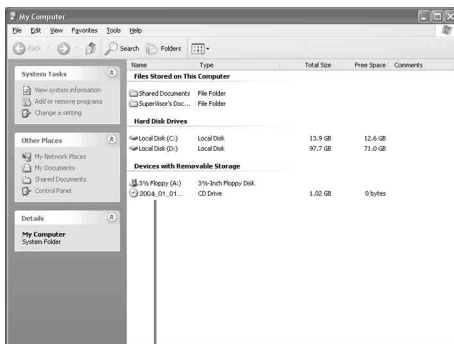 My Computer
File Edit View Favorites Tools Help
Back Search Folders
System Tasks
View system information
Add or remove programs
Change a setting
Other Places
My Network Places
My Documents
Shared Documents
Control Panel
Details
My Computer
System Folder
Name Type Total Size Free Space Comments
Files Stored on This Computer
Shared Documents File Folder
SuperVisor's Doc... File Folder
Hard Disk Drives
Local Disk (C:) Local Disk 13.9 GB 12.6 GB
Local Disk (D:) Local Disk 97.7 GB 71.0 GB
Devices with Removable Storage
3½ Floppy (A:) 3½-Inch Floppy Disk
2004_01_01... CD Drive 1.02 GB 0 bytes